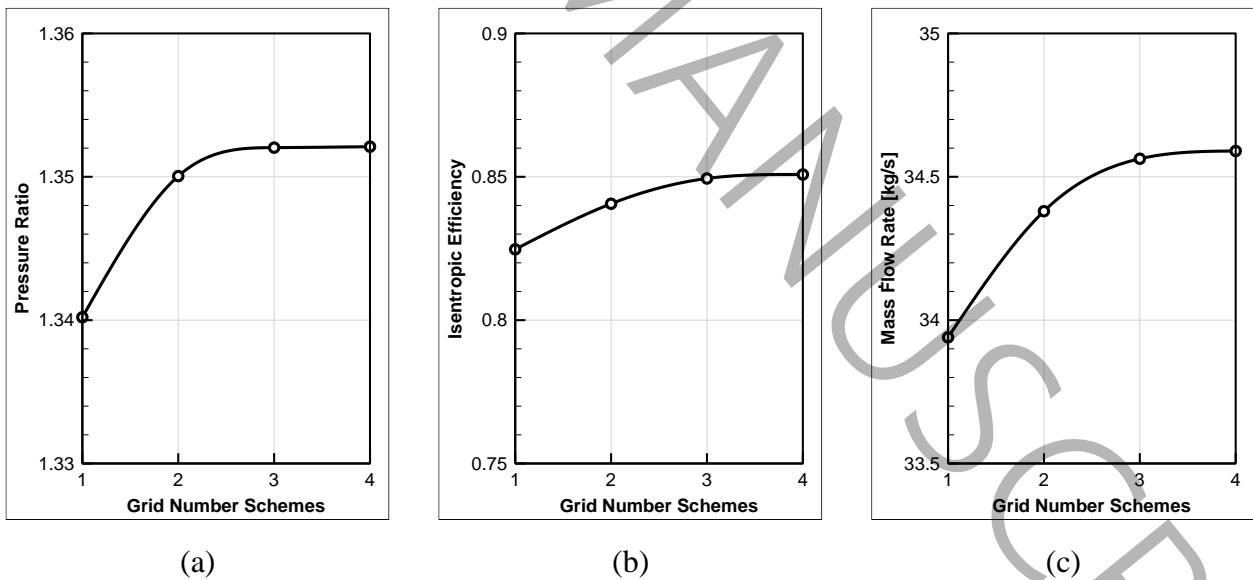 1.36
1.35
1.34
1.33
Pressure Ratio
1 2 3 4
Grid Number Schemes
(a)
0.9
0.85
0.8
0.75
Isentropic Efficiency
1 2 3 4
Grid Number Schemes
(b)
35
34.5
34
33.5
Mass Flow Rate [kg/s]
1 2 3 4
Grid Number Schemes
(c)
MANUSCR